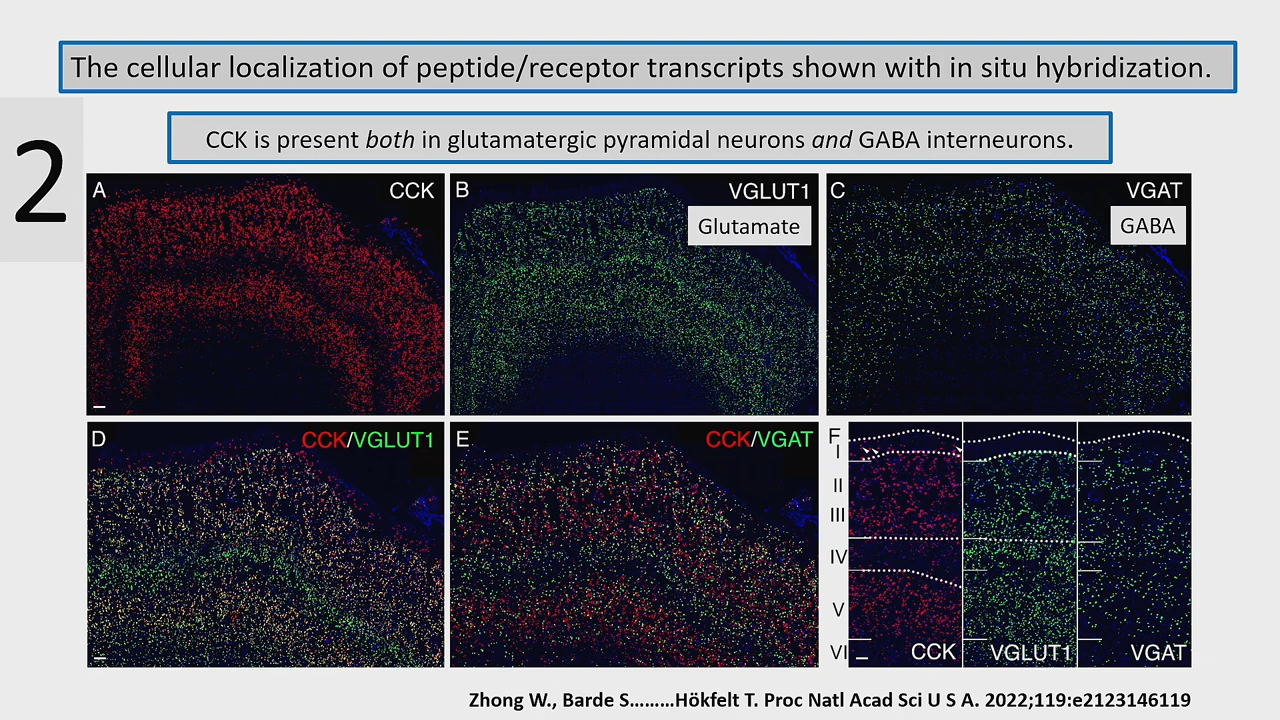 The cellular localization of peptide/receptor transcripts shown with in situ hybridization.
2
CCK is present both in glutamatergic pyramidal neurons and GABA interneurons.
A CCK
B VGLUT1
Glutamate
C VGAT
GABA
D CCK/VGLUT1
E CCK/VGAT
F
I
II
III
IV
V
VI
CCK
VGLUT1
VGAT
Zhong W., Barde S.........Hökfelt T. Proc Natl Acad Sci U S A. 2022;119:e2123146119